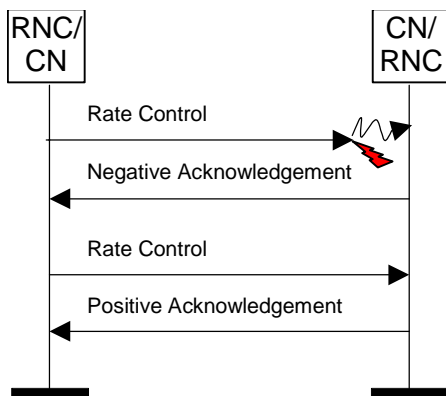 RNC/
CN
CN/
RNC
Rate Control
Negative Acknowledgement
Rate Control
Positive Acknowledgement